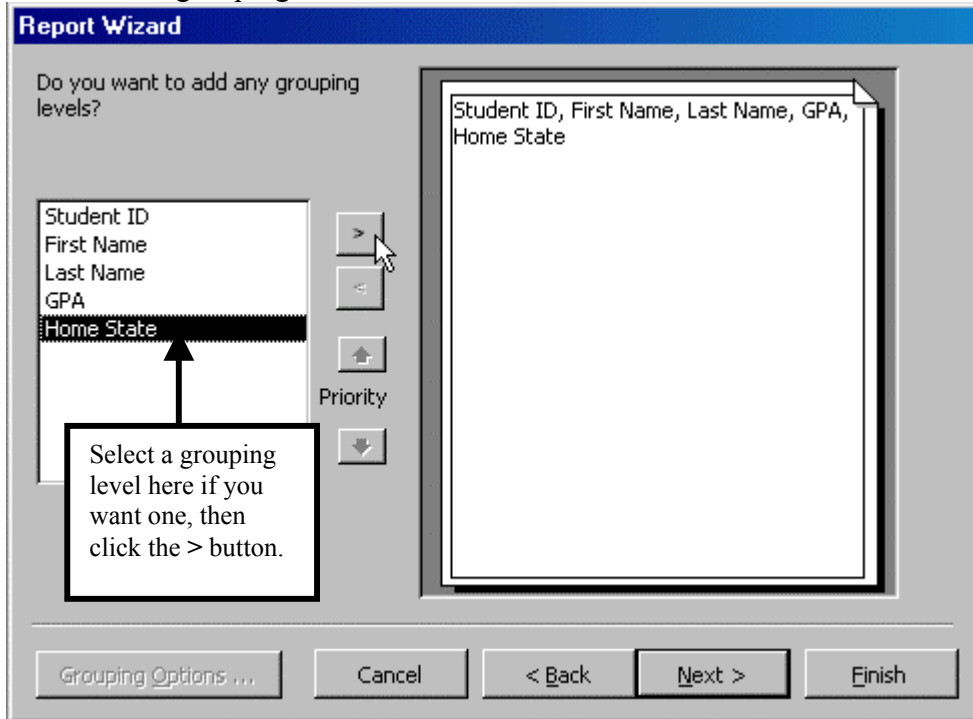 Report Wizard
Do you want to add any grouping
levels?
Student ID, First Name, Last Name, GPA,
Home State
Student ID
First Name
Last Name
GPA
Home State
>
<
Priority
Select a grouping
level here if you
want one, then
click the > button.
Grouping Options ...
Cancel
< Back
Next >
Finish